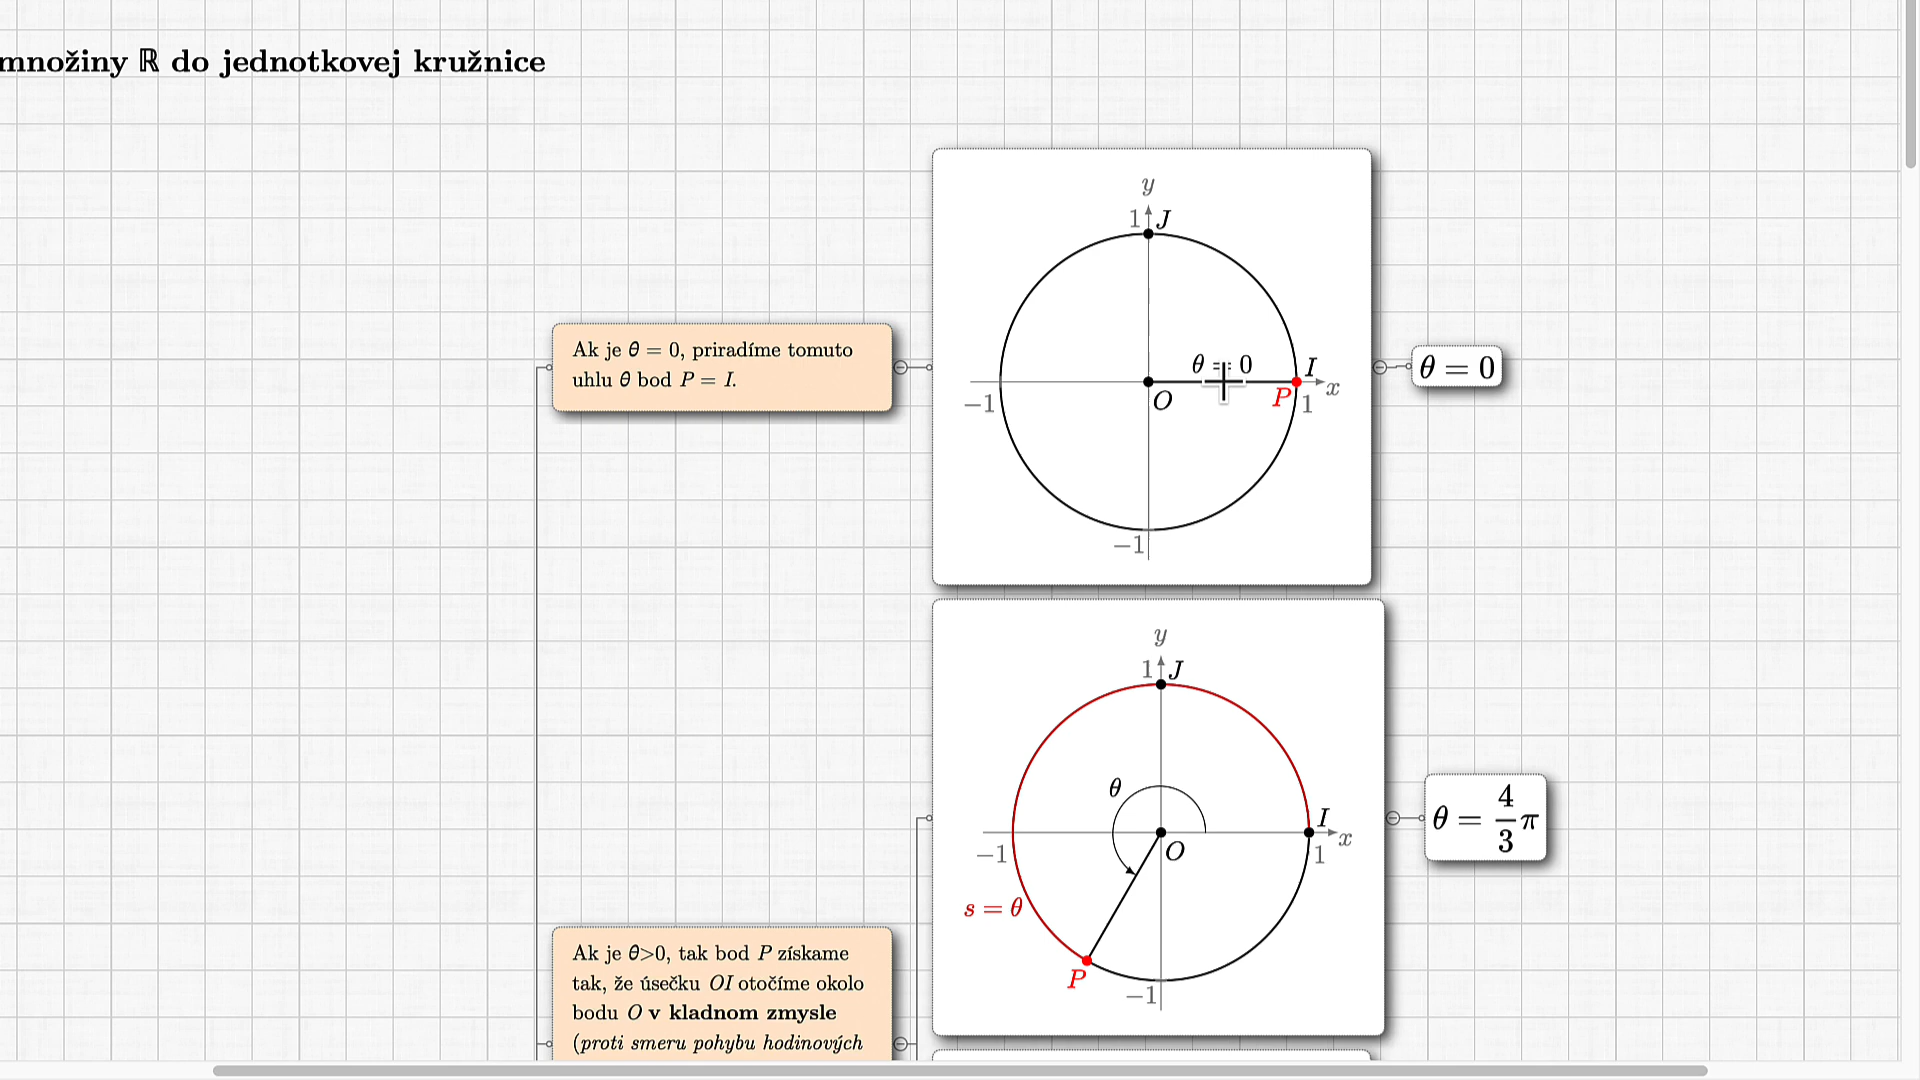 množiny ℝ do jednotkovej kružnice
Ak je θ = 0, priradíme tomuto
uhlu θ bod P = I.
y
1 J
θ = 0
I
−1
O
P
1
x
−1
θ = 0
y
1 J
θ
I
−1
O
1
x
s = θ
P
−1
θ = 4/3 π
Ak je θ>0, tak bod P získame
tak, že úsečku OI otočíme okolo
bodu O v kladnom zmysle
(proti smeru pohybu hodinových